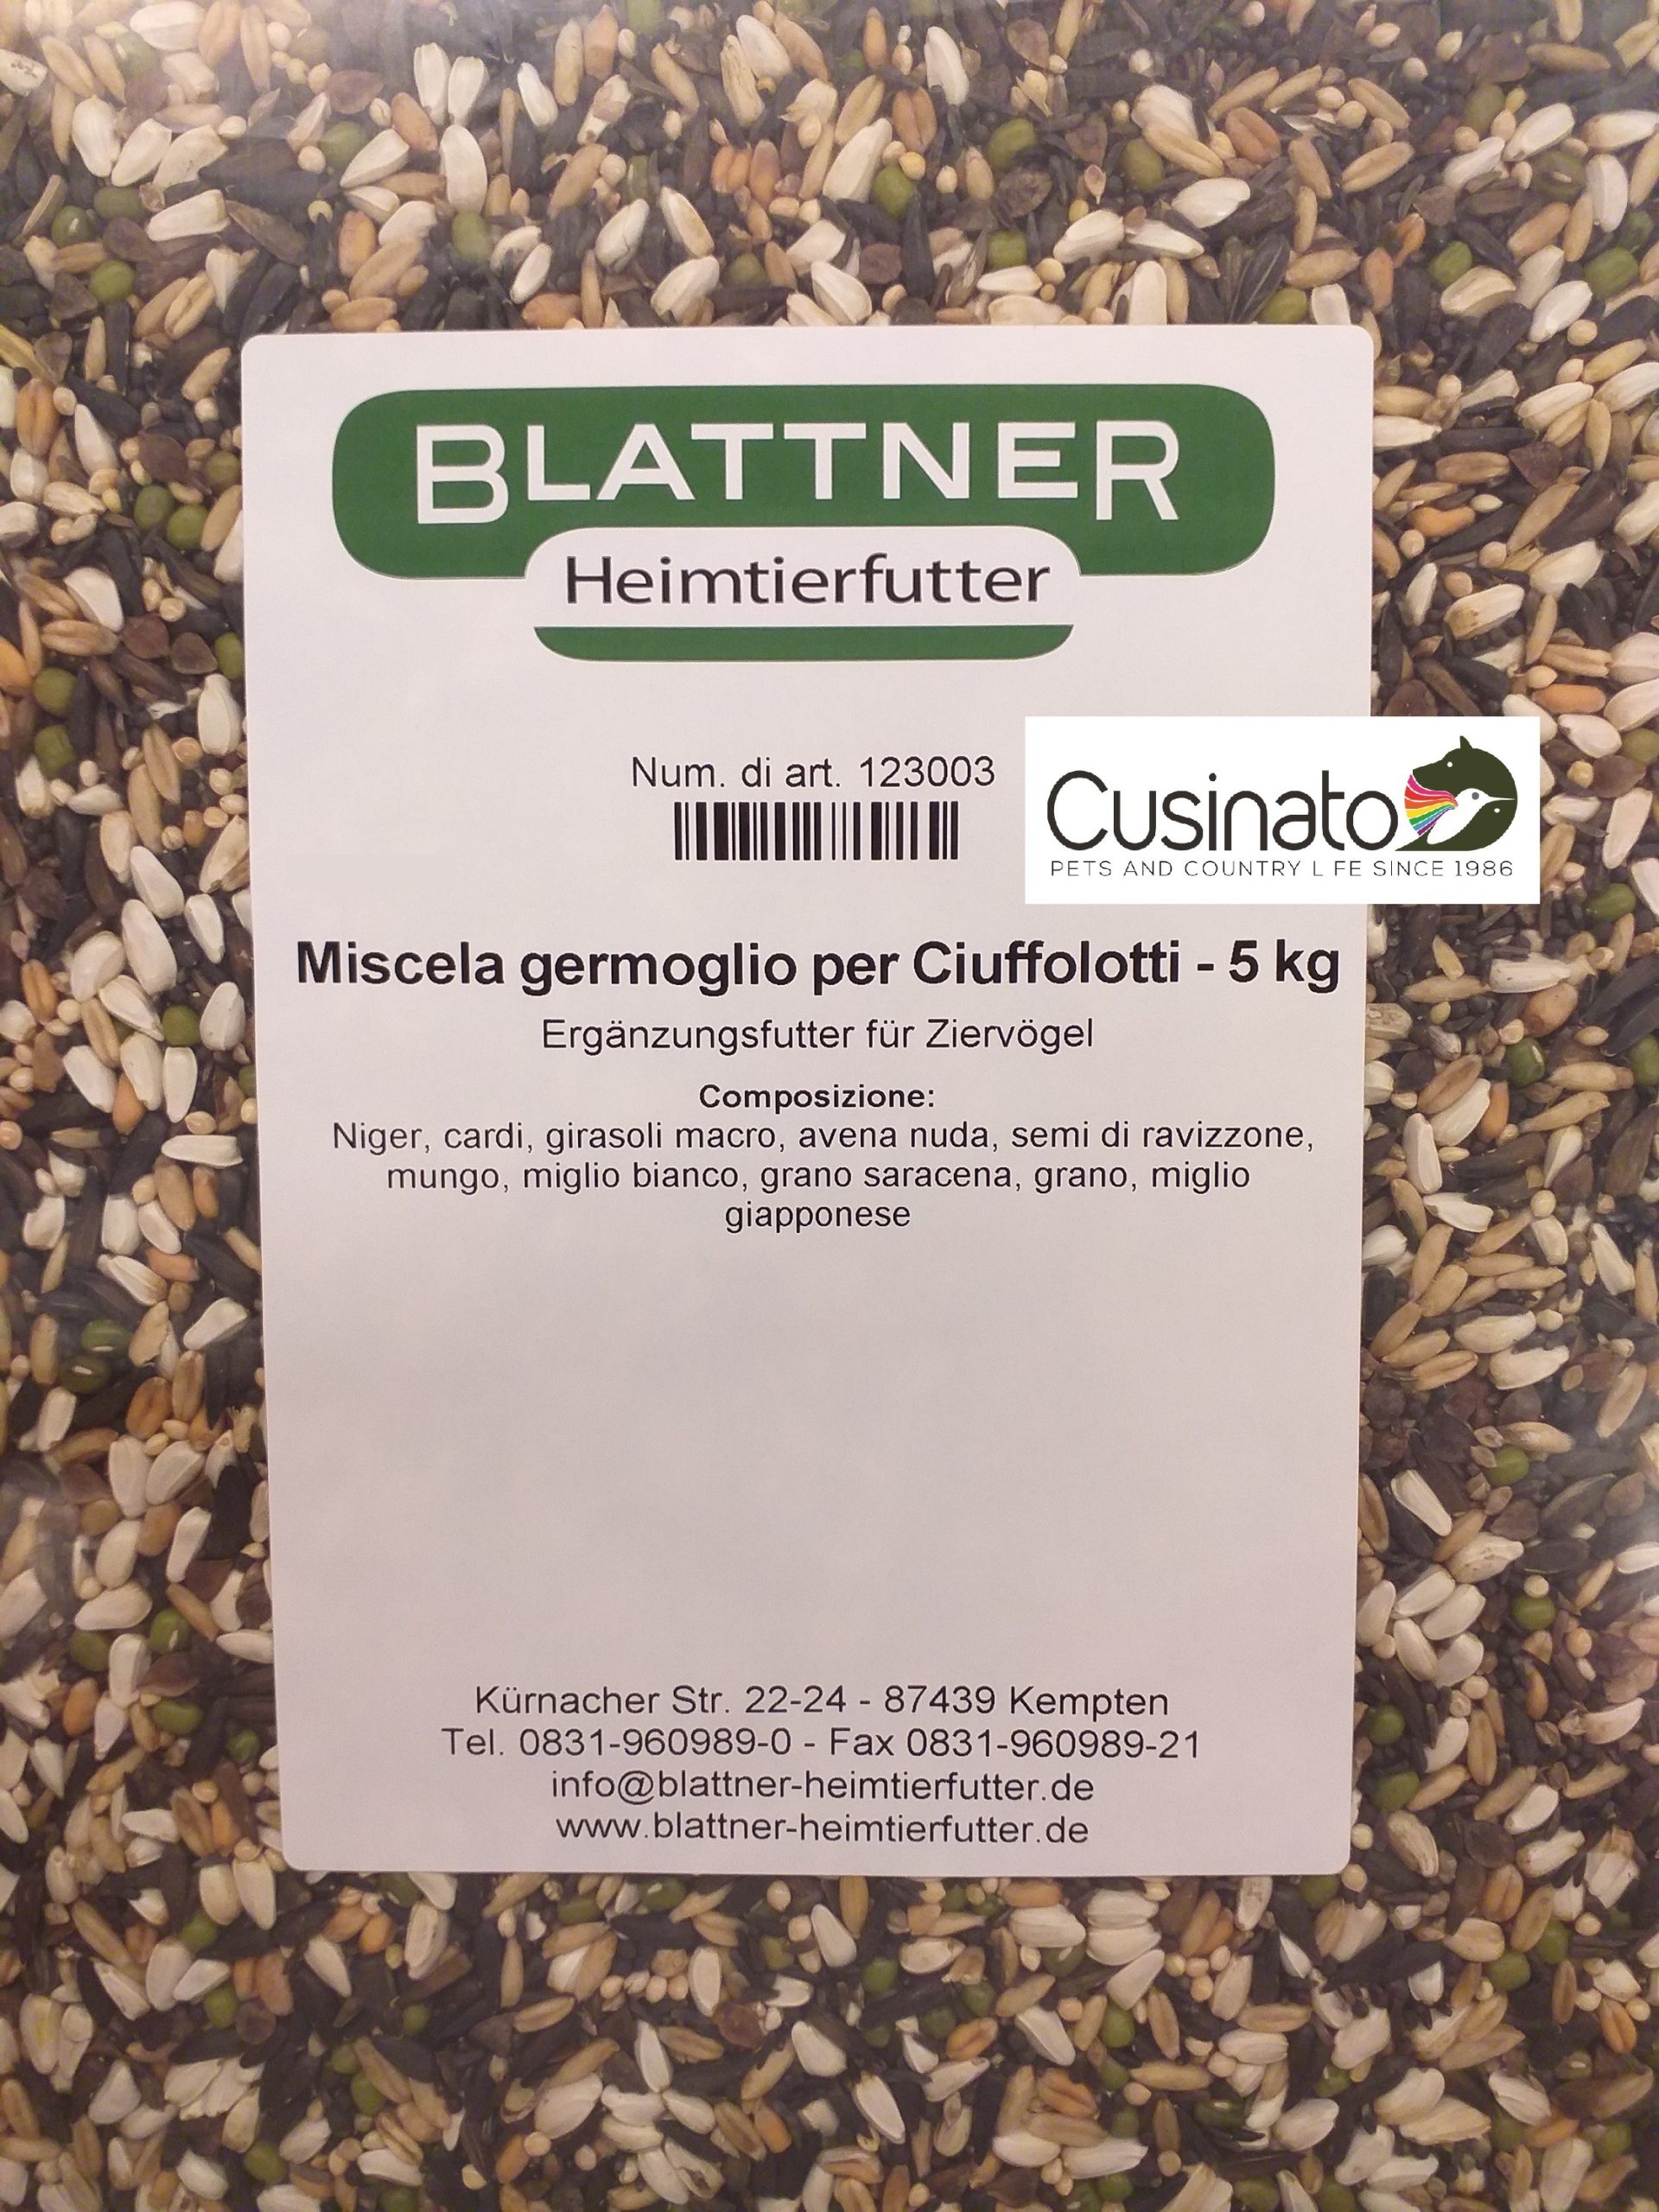 BLATTNER
Heimtierfutter
Num. di art. 123003
Cusinato
PETS AND COUNTRY L FE SINCE 1986
Miscela germoglio per Ciuffolotti - 5 kg
Ergänzungsfutter für Ziervögel
Composizione:
Niger, cardi, girasoli macro, avena nuda, semi di ravizzone,
mungo, miglio bianco, grano saracena, grano, miglio
giapponese
Kürnacher Str. 22-24 - 87439 Kempten
Tel. 0831-960989-0 - Fax 0831-960989-21
info@blattner-heimtierfutter.de
www.blattner-heimtierfutter.de